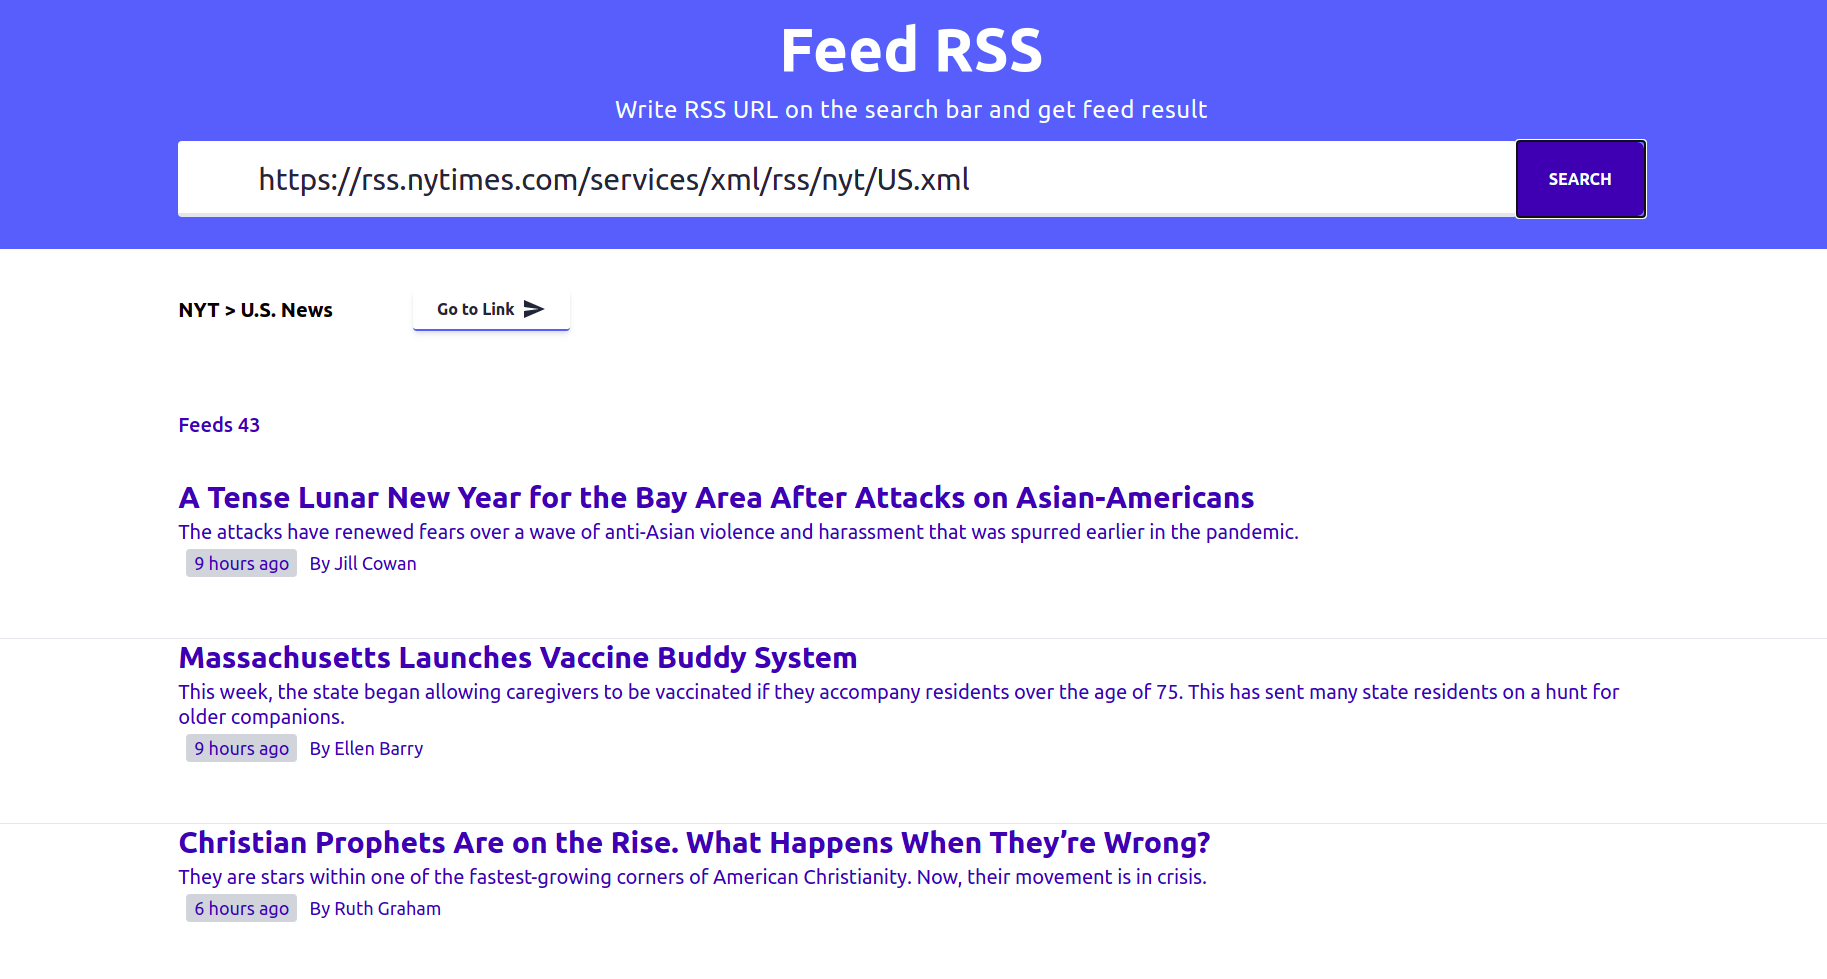 Feed RSS
Write RSS URL on the search bar and get feed result
https://rss.nytimes.com/services/xml/rss/nyt/US.xml
SEARCH
NYT > U.S. News
Go to Link
Feeds 43
A Tense Lunar New Year for the Bay Area After Attacks on Asian-Americans
The attacks have renewed fears over a wave of anti-Asian violence and harassment that was spurred earlier in the pandemic.
9 hours ago By Jill Cowan
Massachusetts Launches Vaccine Buddy System
This week, the state began allowing caregivers to be vaccinated if they accompany residents over the age of 75. This has sent many state residents on a hunt for
older companions.
9 hours ago By Ellen Barry
Christian Prophets Are on the Rise. What Happens When They’re Wrong?
They are stars within one of the fastest-growing corners of American Christianity. Now, their movement is in crisis.
6 hours ago By Ruth Graham